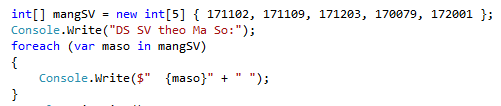 int[] mangSV = new int[5] { 171102, 171109, 171203, 170079, 172001 };
Console.Write("DS SV theo Ma So:");
foreach (var maso in mangSV)
{
    Console.Write($"  {maso}" + " ");
}